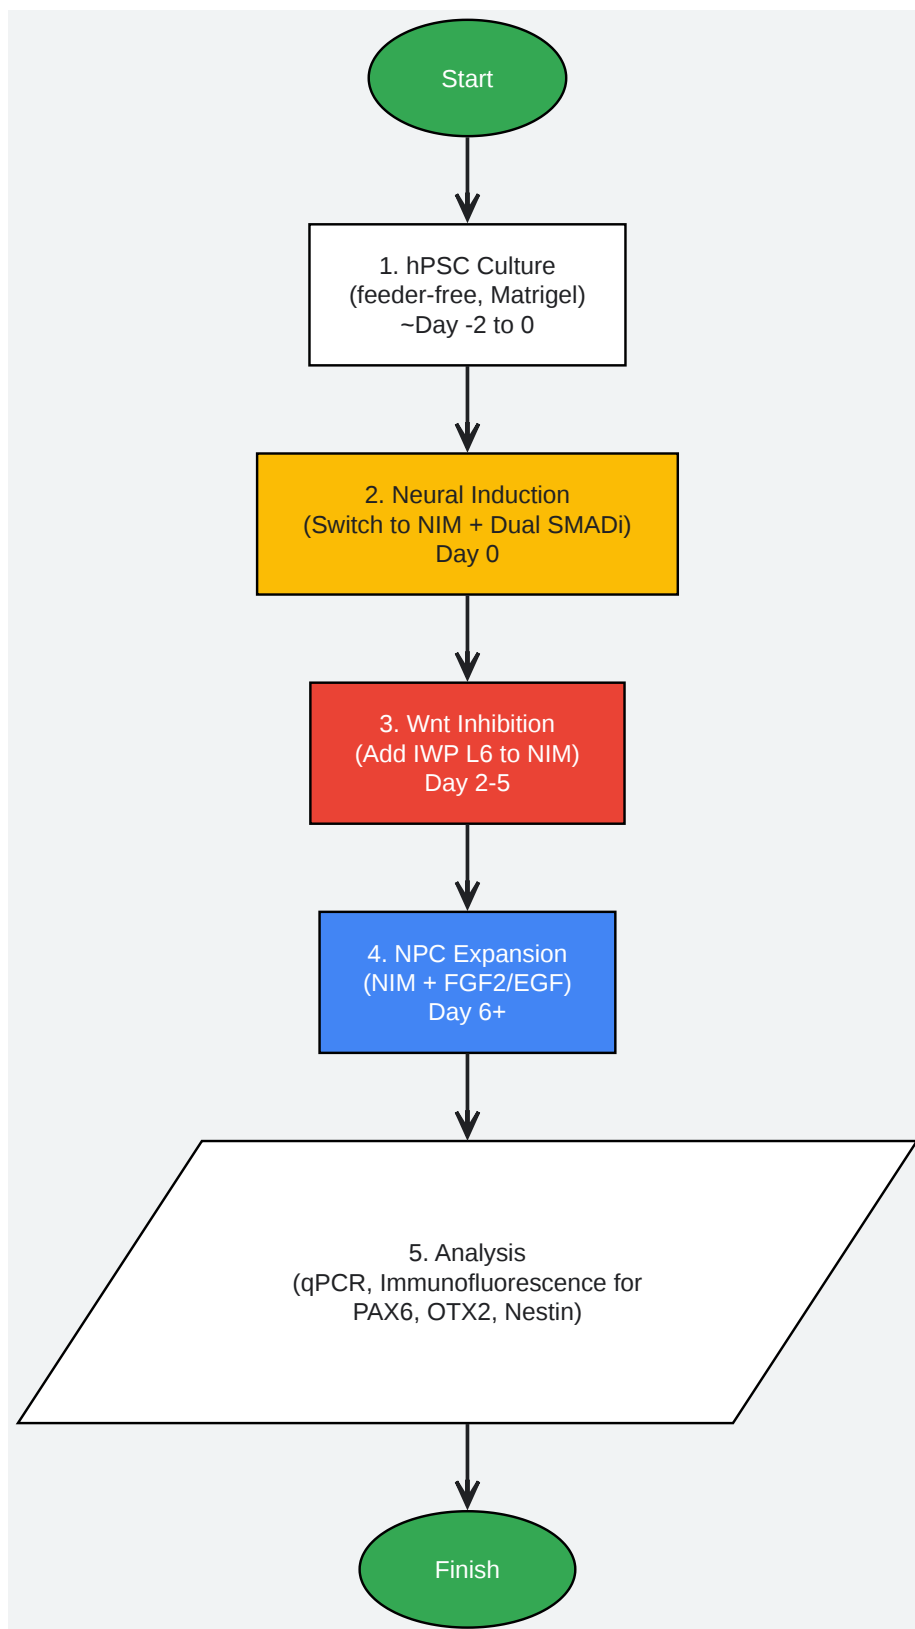 Start
1. hPSC Culture
(feeder-free, Matrigel)
~Day -2 to 0
2. Neural Induction
(Switch to NIM + Dual SMADi)
Day 0
3. Wnt Inhibition
(Add IWP L6 to NIM)
Day 2-5
4. NPC Expansion
(NIM + FGF2/EGF)
Day 6+
5. Analysis
(qPCR, Immunofluorescence for
PAX6, OTX2, Nestin)
Finish